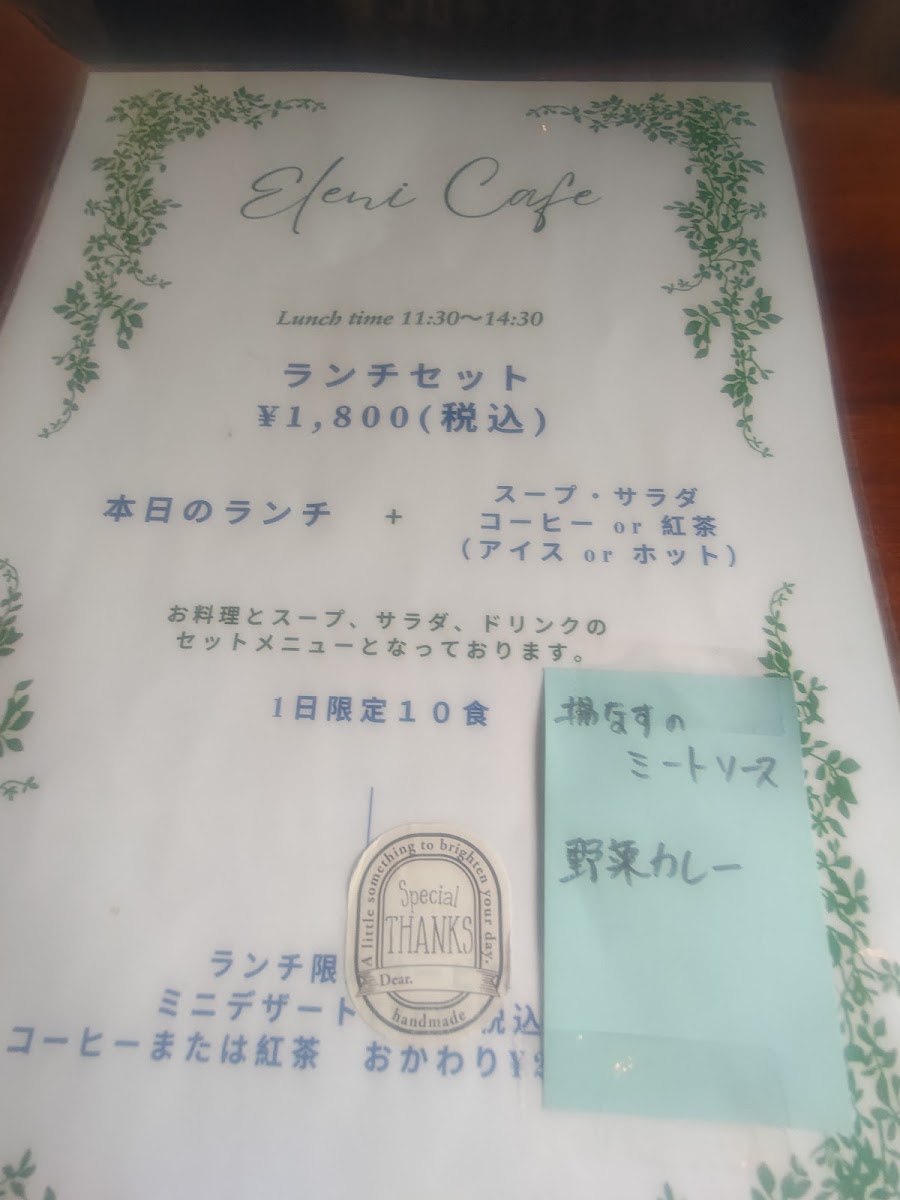 Eleni Cafe
Lunch time 11:30〜14:30
ランチセット
¥1,800(税込)
本日のランチ +
スープ・サラダ
コーヒー or 紅茶
(アイス or ホット)
お料理とスープ、サラダ、ドリンクの
セットメニューとなっております。
1日限定10食
揚なすの
ミートソース
野菜カレー
A little something to brighten your day.
Special
THANKS
Dear.
handmade
ランチ限
ミニデザート 税込
コーヒーまたは紅茶 おかわり¥